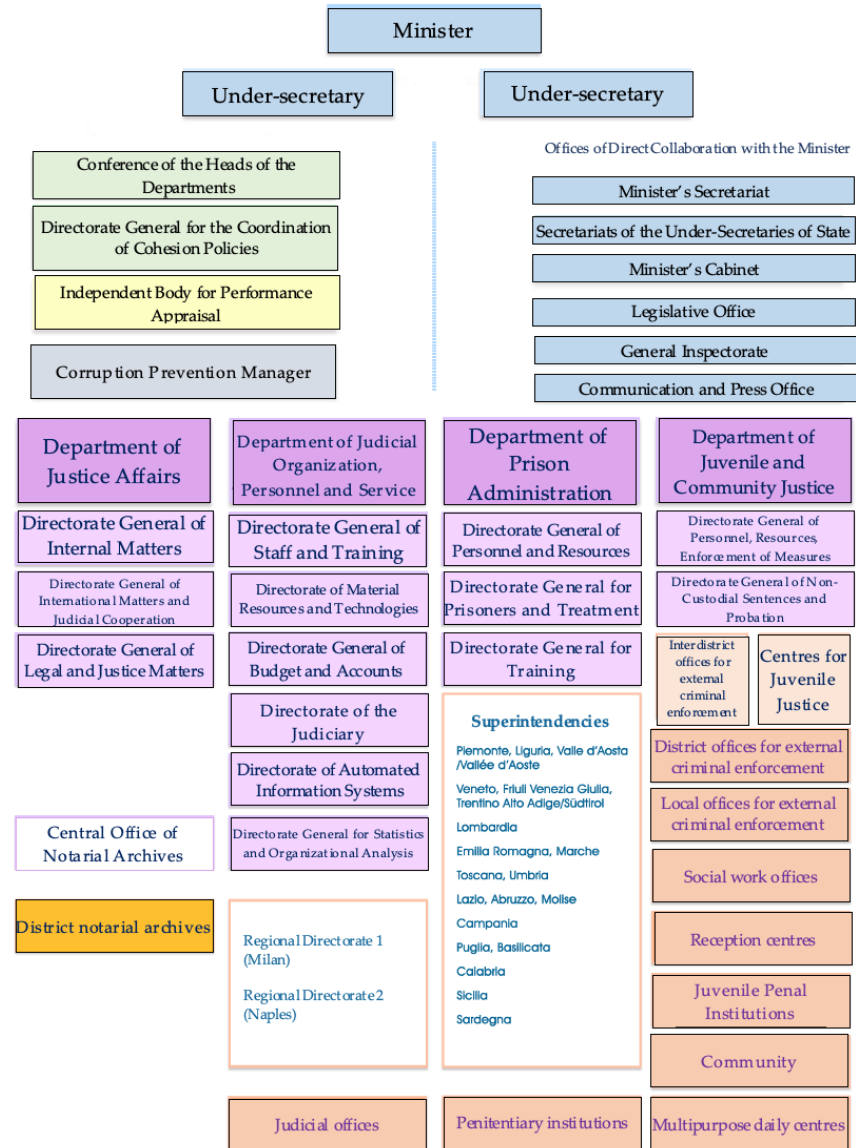 Minister
Under-secretary
Under-secretary
Conference of the Heads of the
Departments
Directorate General for the Coordination
of Cohesion Policies
Independent Body for Performance
Appraisal
Corruption Prevention Manager
Offices of Direct Collaboration with the Minister
Minister's Secretariat
Secretariats of the Under-Secretaries of State
Minister's Cabinet
Legislative Office
General Inspectorate
Communication and Press Office
Department of
Justice Affairs
Directorate General of
Internal Matters
Directorate General of
International Matters and
Judicial Cooperation
Directorate General of
Legal and Justice Matters
Central Office of
Notarial Archives
District notarial archives
Department of Judicial
Organization,
Personnel and Service
Directorate General of
Staff and Training
Directorate of Material
Resources and Technologies
Directorate General of
Budget and Accounts
Directorate of the
Judiciary
Directorate of Automated
Information Systems
Directorate General for Statistics
and Organizational Analysis
Regional Directorate 1
(Milan)
Regional Directorate 2
(Naples)
Judicial offices
Department of
Prison
Administration
Directorate General of
Personnel and Resources
Directorate General for
Prisoners and Treatment
Directorate General for
Training
Superintendencies
Piemonte, Liguria, Valle d'Aosta
/Vallée d'Aoste
Veneto, Friuli Venezia Giulia,
Trentino Alto Adige/Südtirol
Lombardia
Emilia Romagna, Marche
Toscana, Umbria
Lazio, Abruzzo, Molise
Campania
Puglia, Basilicata
Calabria
Sicilia
Sardegna
Penitentiary institutions
Department of
Juvenile and
Community Justice
Directorate General of
Personnel, Resources,
Enforcement of Measures
Directorate General of Non-
Custodial Sentences and
Probation
Interdistrict
offices for
external
criminal
enforcement
Centres for
Juvenile
Justice
District offices for external
criminal enforcement
Local offices for external
criminal enforcement
Social work offices
Reception centres
Juvenile Penal
Institutions
Community
Multipurpose daily centres